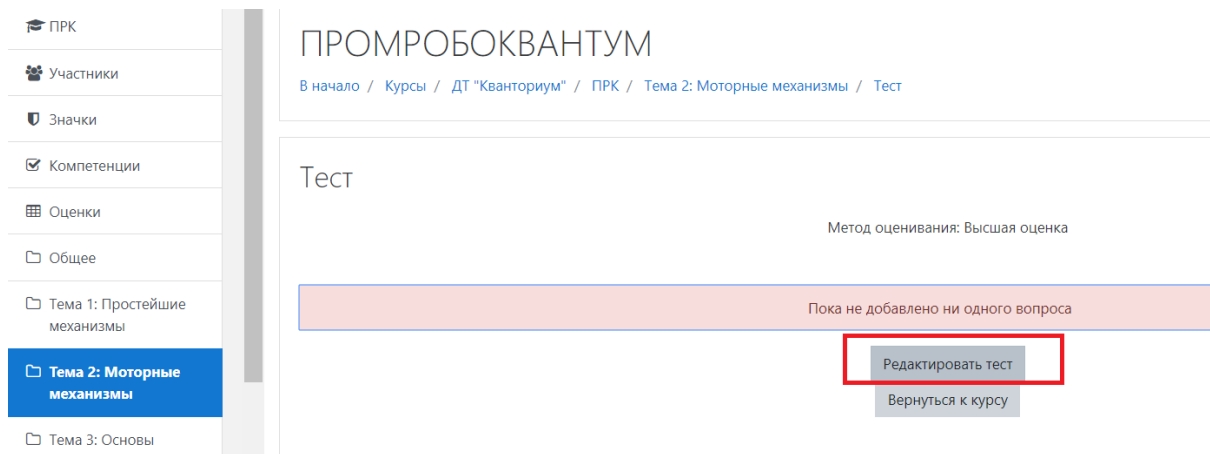 ПРК
Участники
Значки
Компетенции
Оценки
Общее
Тема 1: Простейшие
механизмы
Тема 2: Моторные
механизмы
Тема 3: Основы
ПРОМРОБОКВАНТУМ
В начало / Курсы / ДТ "Кванториум" / ПРК / Тема 2: Моторные механизмы / Тест
Тест
Метод оценивания: Высшая оценка
Пока не добавлено ни одного вопроса
Редактировать тест
Вернуться к курсу